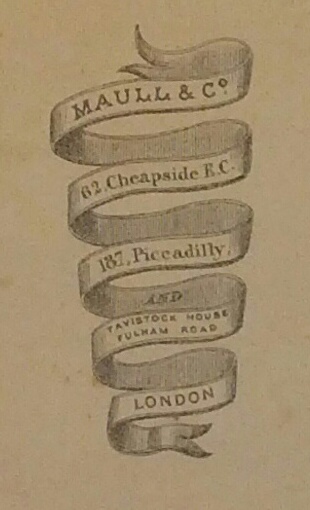 MAULL & Co
62, Cheapside E.C.
187, Piccadilly,
AND
TAVISTOCK HOUSE
FULHAM ROAD
LONDON